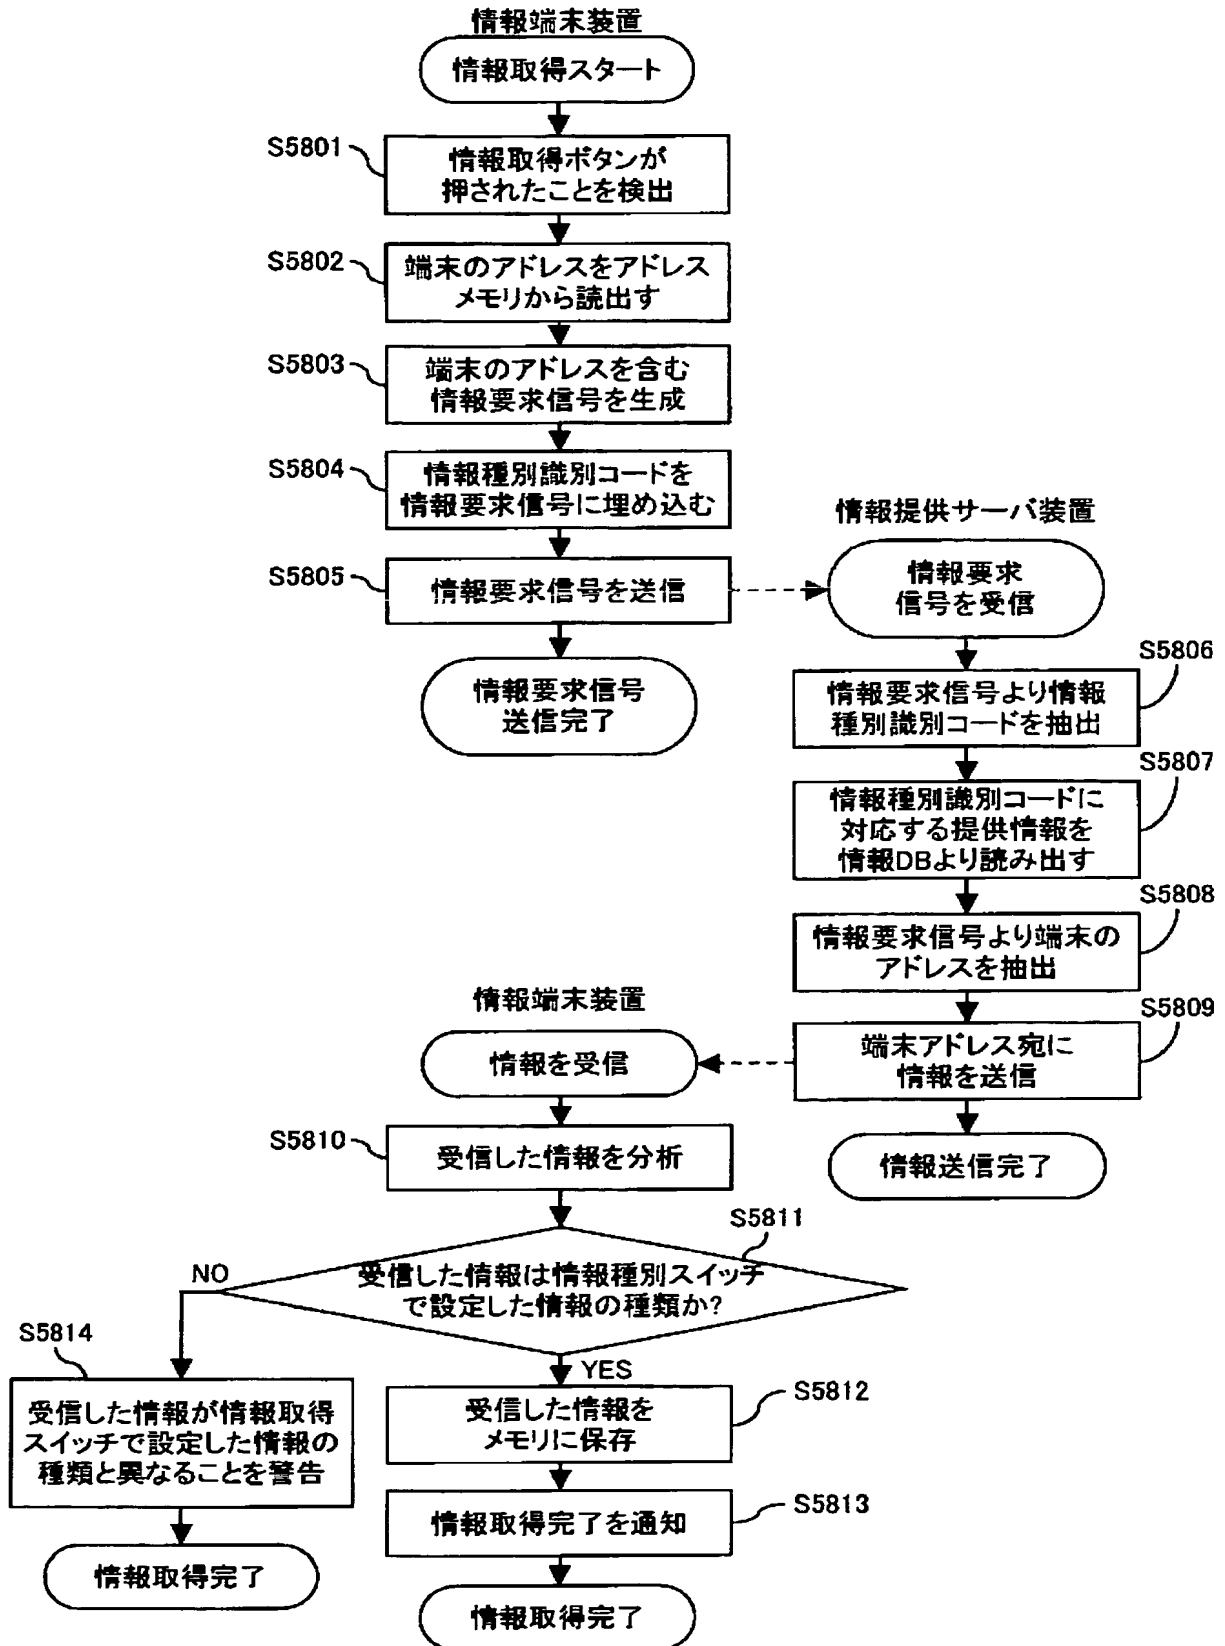 情報端末装置
情報取得スタート
S5801
情報取得ボタンが
押されたことを検出
S5802
端末のアドレスをアドレス
メモリから読出す
S5803
端末のアドレスを含む
情報要求信号を生成
S5804
情報種別識別コードを
情報要求信号に埋め込む
S5805
情報要求信号を送信
情報要求信号
送信完了
情報提供サーバ装置
情報要求
信号を受信
S5806
情報要求信号より情報
種別識別コードを抽出
S5807
情報種別識別コードに
対応する提供情報を
情報DBより読み出す
S5808
情報要求信号より端末の
アドレスを抽出
S5809
端末アドレス宛に
情報を送信
情報送信完了
情報端末装置
情報を受信
S5810
受信した情報を分析
S5811
受信した情報は情報種別スイッチ
で設定した情報の種類か?
NO
YES
S5814
受信した情報が情報取得
スイッチで設定した情報の
種類と異なることを警告
情報取得完了
S5812
受信した情報を
メモリに保存
S5813
情報取得完了を通知
情報取得完了